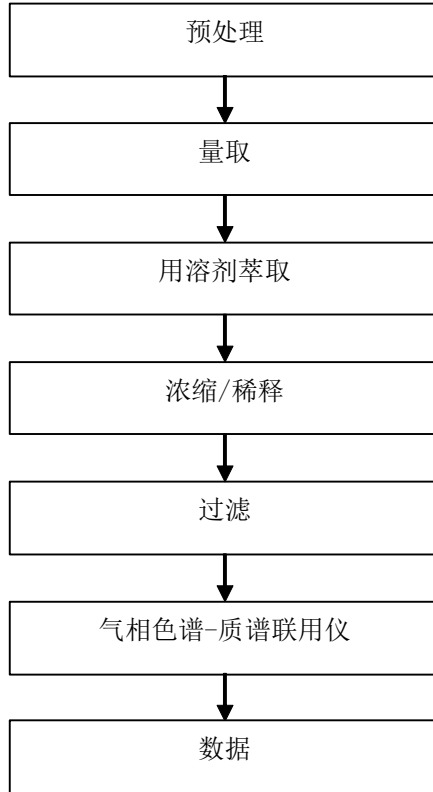 预处理
量取
用溶剂萃取
浓缩/稀释
过滤
气相色谱-质谱联用仪
数据